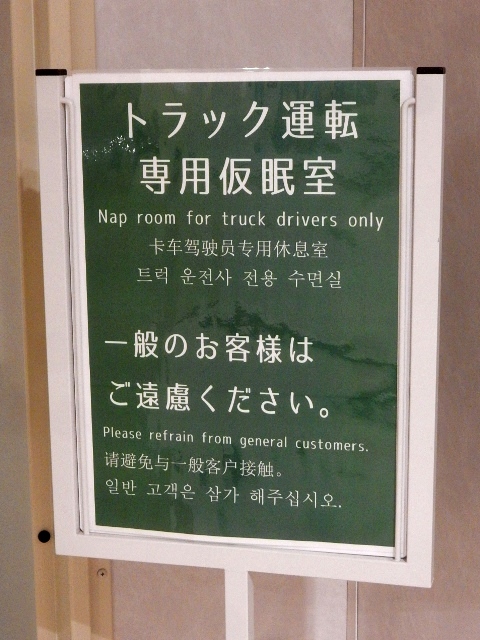 トラック運転
専用仮眠室
Nap room for truck drivers only
卡车驾驶员专用休息室
트럭 운전사 전용 수면실
一般のお客様は
ご遠慮ください。
Please refrain from general customers.
请避免与一般客户接触。
일반 고객은 삼가 해주십시오.